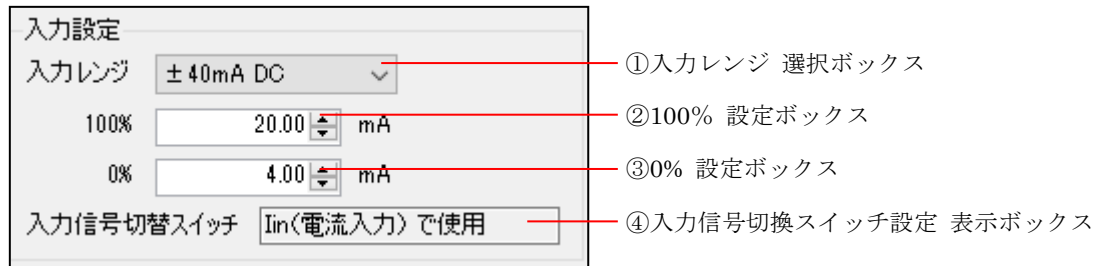 入力設定
入力レンジ ±40mA DC ①入力レンジ 選択ボックス
100% 20.00 mA ②100% 設定ボックス
0% 4.00 mA ③0% 設定ボックス
入力信号切替スイッチ Iin(電流入力) で使用 ④入力信号切換スイッチ設定 表示ボックス